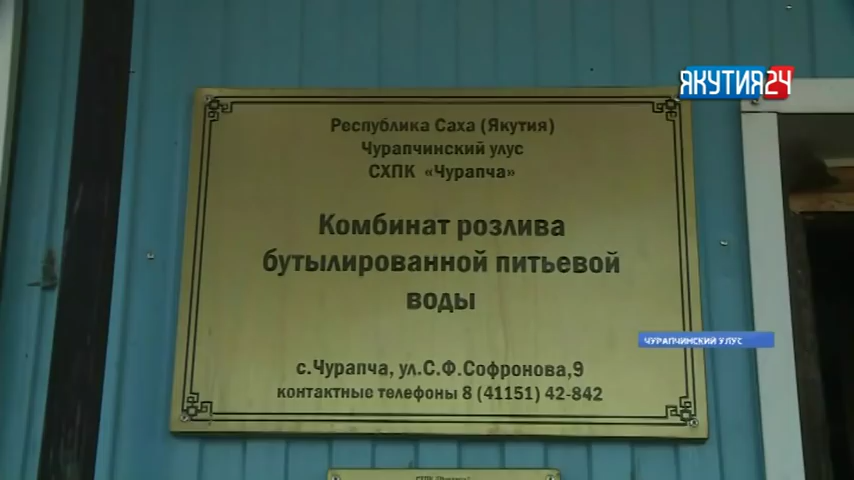 ЯКУТИЯ24
Республика Саха (Якутия)
Чурапчинский улус
СХПК «Чурапча»
Комбинат розлива
бутылированной питьевой
воды
ЧУРАПЧИНСКИЙ УЛУС
с.Чурапча, ул.С.Ф.Софронова,9
контактные телефоны 8 (41151) 42-842